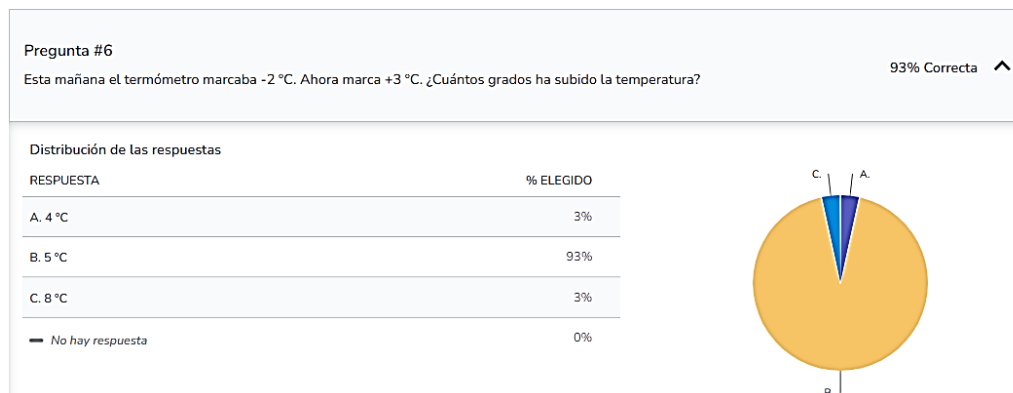 Pregunta #6
Esta mañana el termómetro marcaba -2 °C. Ahora marca +3 °C. ¿Cuántos grados ha subido la temperatura?
93% Correcta
Distribución de las respuestas
RESPUESTA % ELEGIDO
A. 4 °C 3%
B. 5 °C 93%
C. 8 °C 3%
No hay respuesta 0%
C. A.
B.